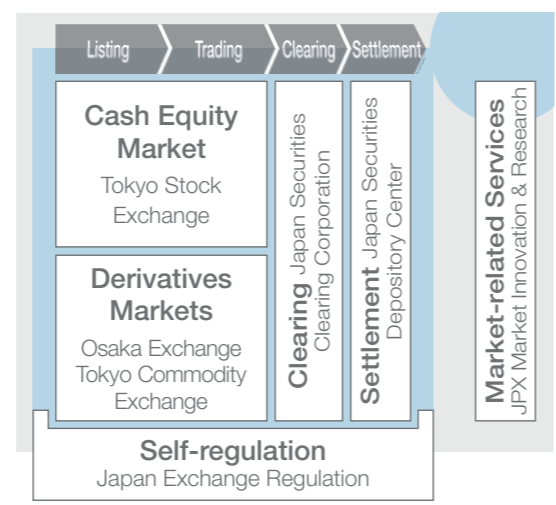 Listing
Trading
Clearing
Settlement
Cash Equity
Market
Tokyo Stock
Exchange
Derivatives
Markets
Osaka Exchange
Tokyo Commodity
Exchange
Clearing Japan Securities
Clearing Corporation
Settlement Japan Securities
Depository Center
Market-related Services
JPX Market Innovation & Research
Self-regulation
Japan Exchange Regulation